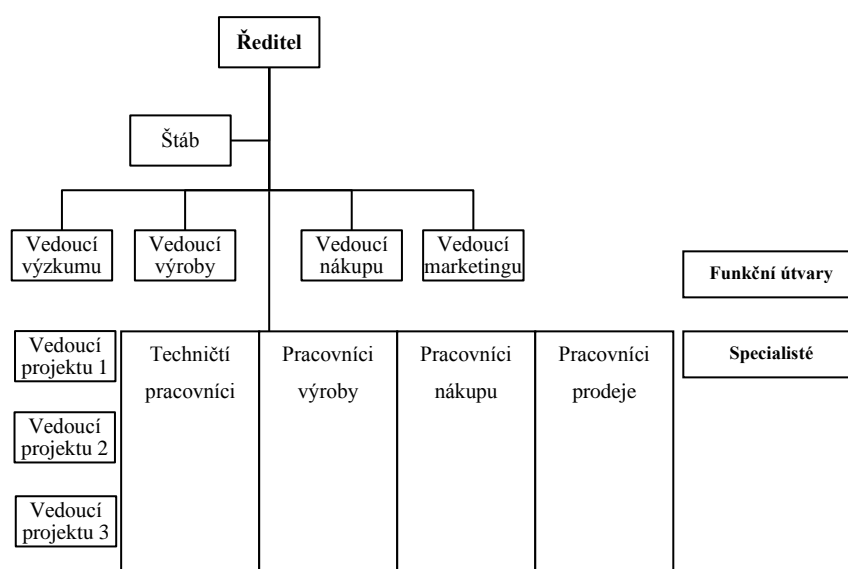 Ředitel
Štáb
Vedoucí
výzkumu
Vedoucí
výroby
Vedoucí
nákupu
Vedoucí
marketingu
Funkční útvary
Vedoucí
projektu 1
Techničtí
pracovníci
Pracovníci
výroby
Pracovníci
nákupu
Pracovníci
prodeje
Specialisté
Vedoucí
projektu 2
Vedoucí
projektu 3